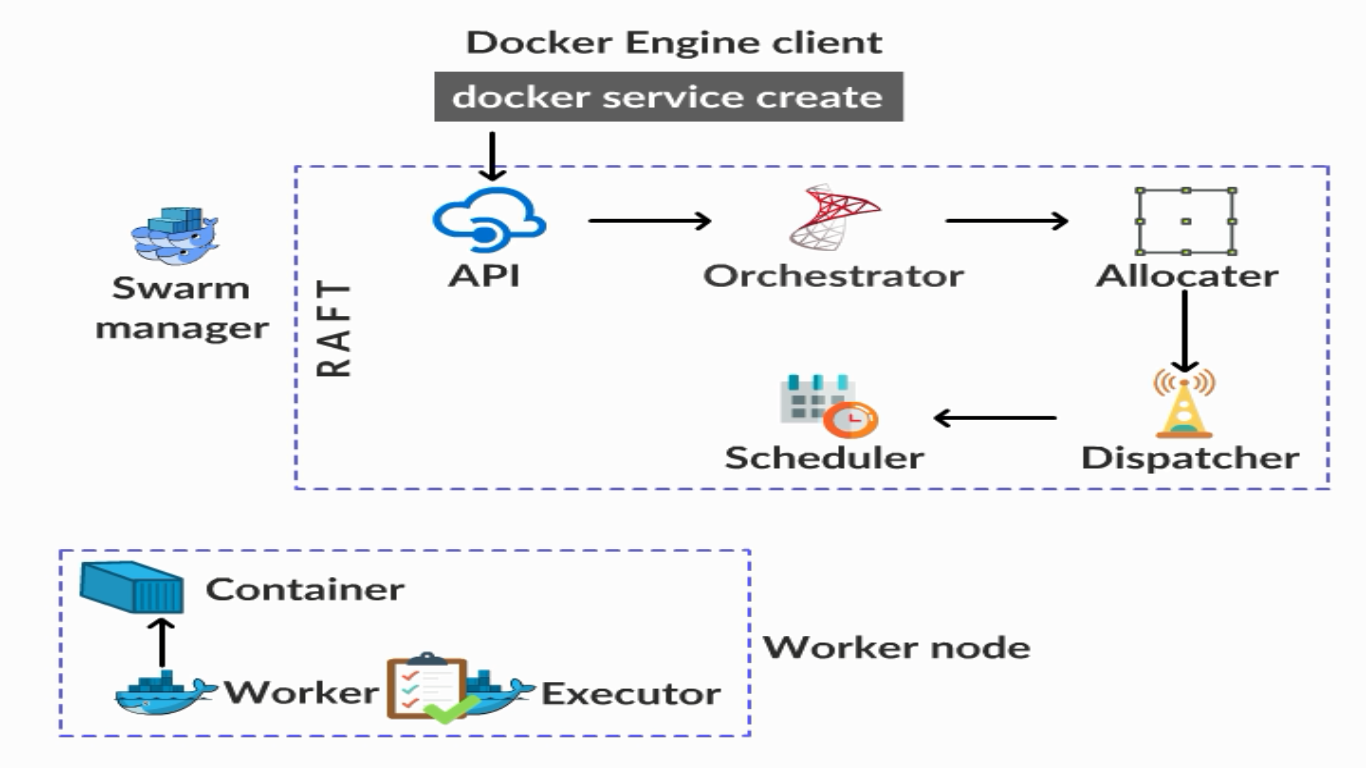 Docker Engine client
docker service create
Swarm
manager
RAFT
API
Orchestrator
Allocater
Scheduler
Dispatcher
Container
Worker
Executor
Worker node